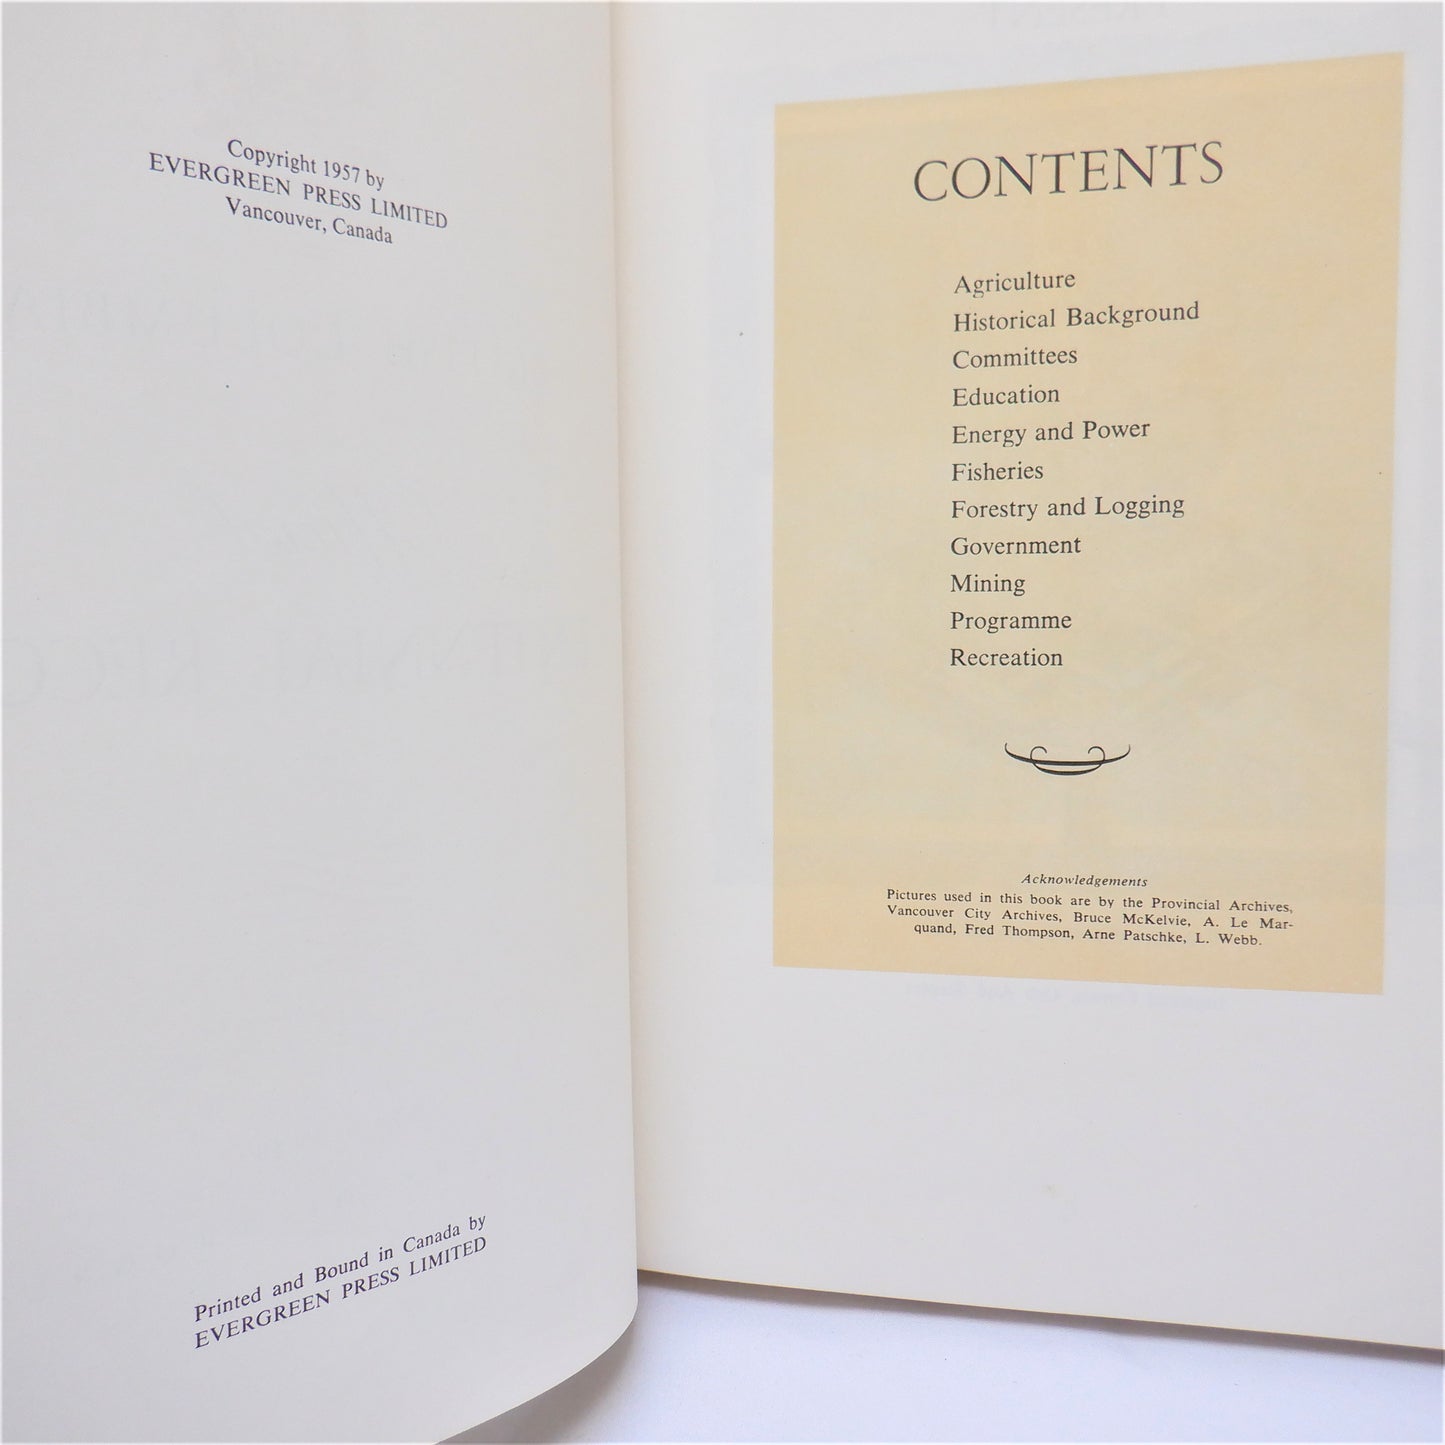 Copyright 1957 by
EVERGREEN PRESS LIMITED
Vancouver, Canada
Printed and Bound in Canada by
EVERGREEN PRESS LIMITED
CONTENTS
Agriculture
Historical Background
Committees
Education
Energy and Power
Fisheries
Forestry and Logging
Government
Mining
Programme
Recreation
Acknowledgements
Pictures used in this book are by the Provincial Archives,
Vancouver City Archives, Bruce McKelvie, A. Le Mar-
quand, Fred Thompson, Arne Patschke, L. Webb.